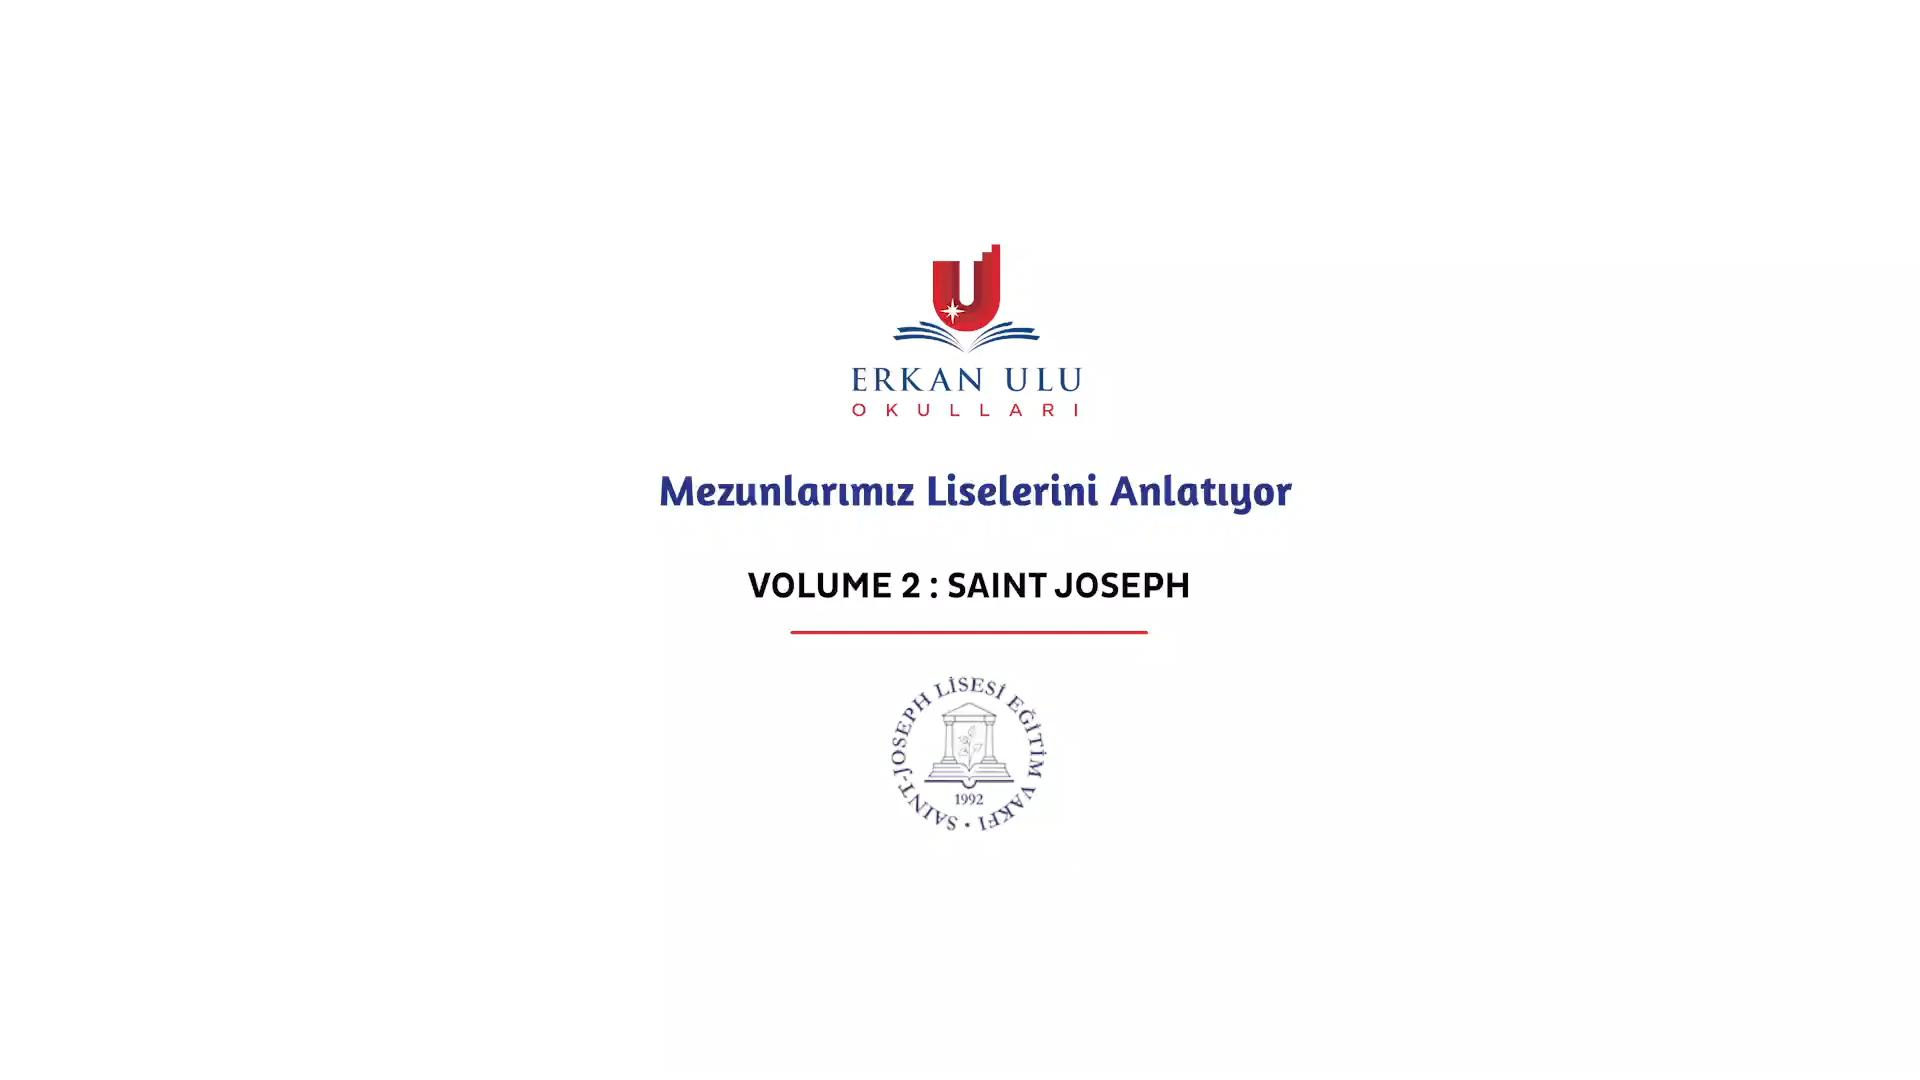 ERKAN ULU
OKULLARI
Mezunlarımız Liselerini Anlatıyor
VOLUME 2 : SAINT JOSEPH
SAINT-JOSEPH LİSESİ EĞİTİM VAKFI •
1992